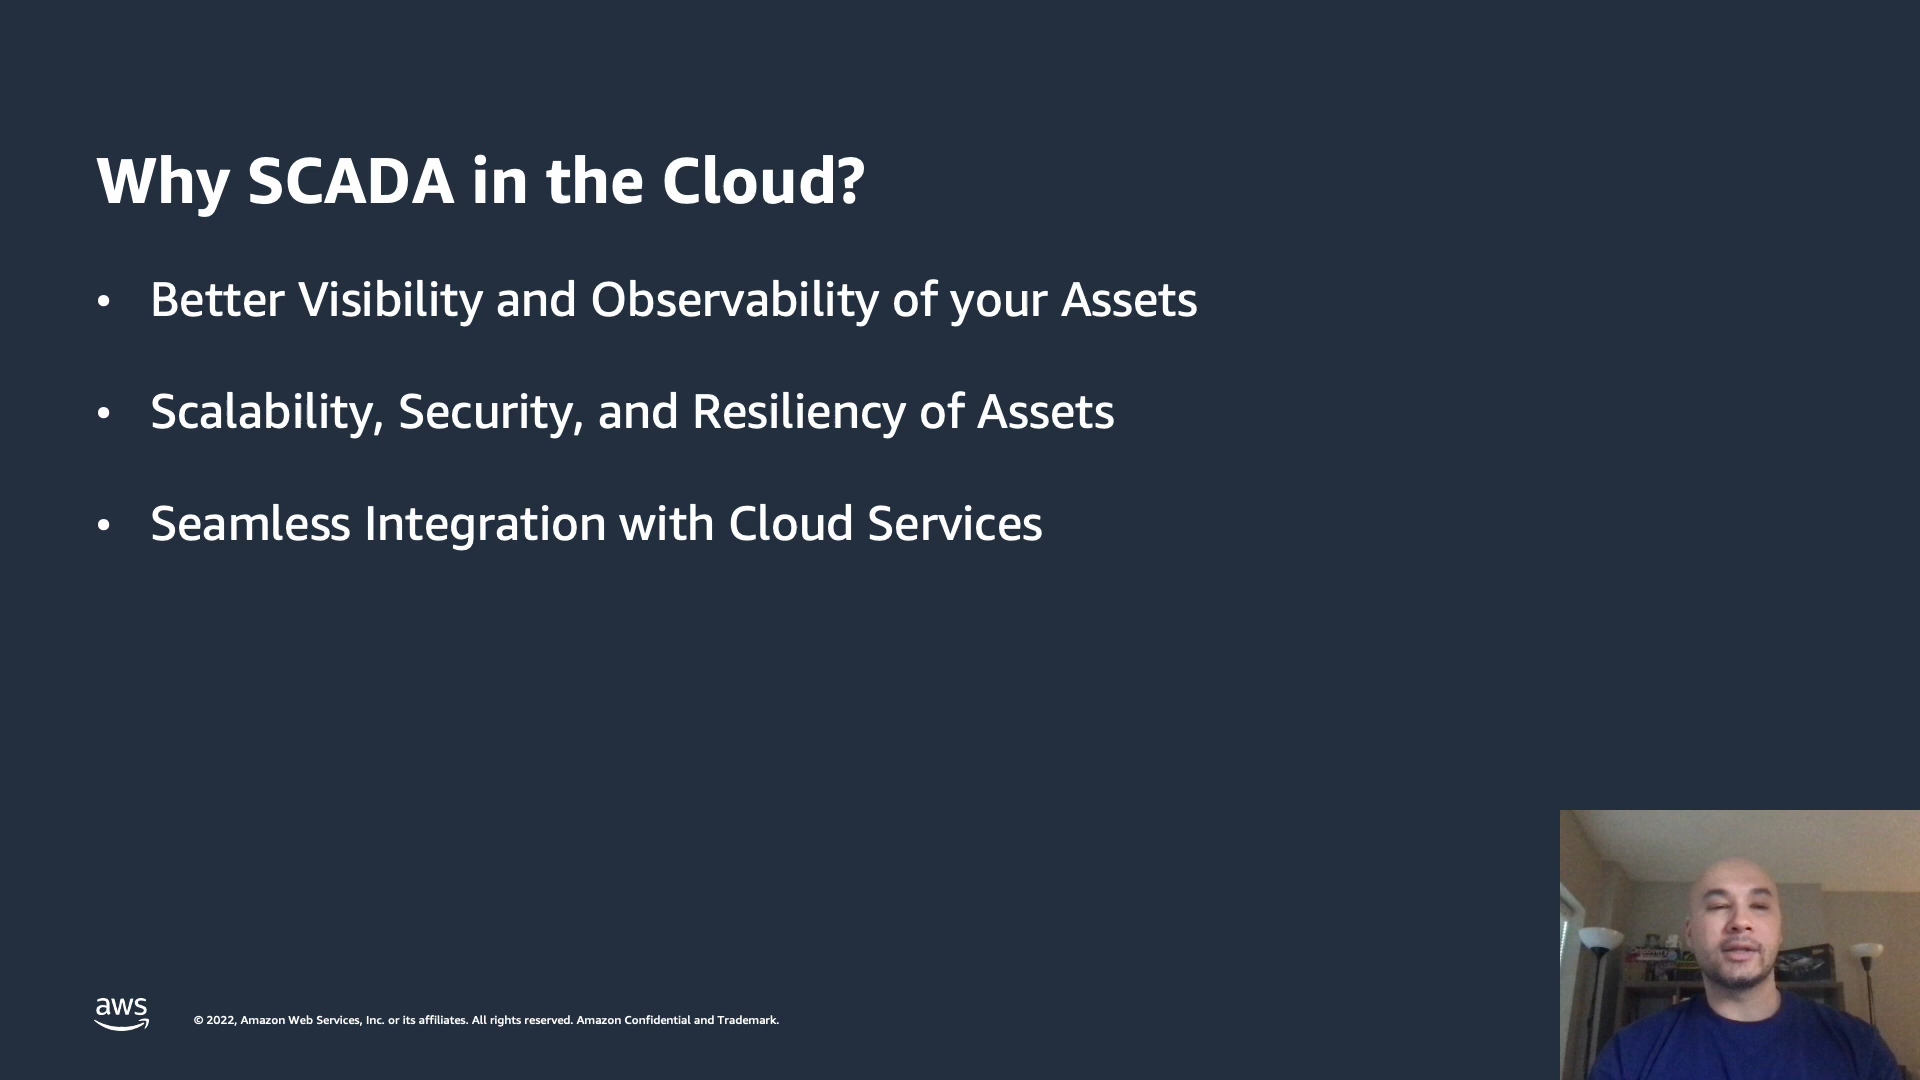 Why SCADA in the Cloud?
• Better Visibility and Observability of your Assets
• Scalability, Security, and Resiliency of Assets
• Seamless Integration with Cloud Services
aws
© 2022, Amazon Web Services, Inc. or its affiliates. All rights reserved. Amazon Confidential and Trademark.